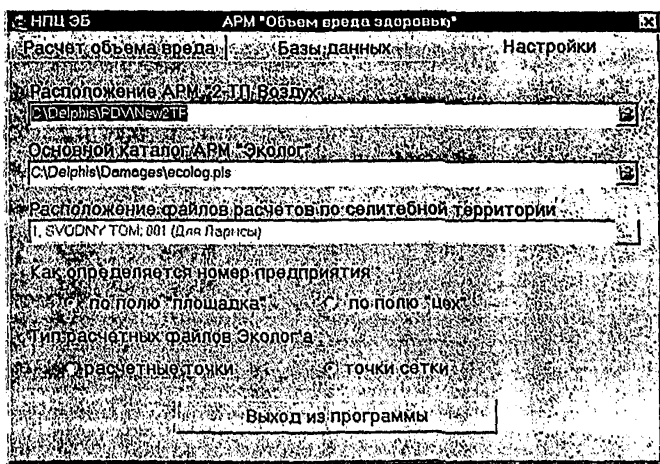 НПЦ ЭБ АРМ "Объем вреда здоровью"
Расчет объема вреда Базы данных Настройки
Расположение АРМ "2-ТП Воздух"
C:\Delphis\PDV\New2TP
Основной каталог АРМ "Эколог"
C:\Delphis\Damages\ecolog.pls
Расположение файлов расчетов по селитебной территории
1, SVODNY TOM; 001 (Для Ларисы)
Как определяется номер предприятия
по полю "площадка" по полю "цех"
Тип расчетных файлов Эколог'а
расчетные точки точки сетки
Выход из программы